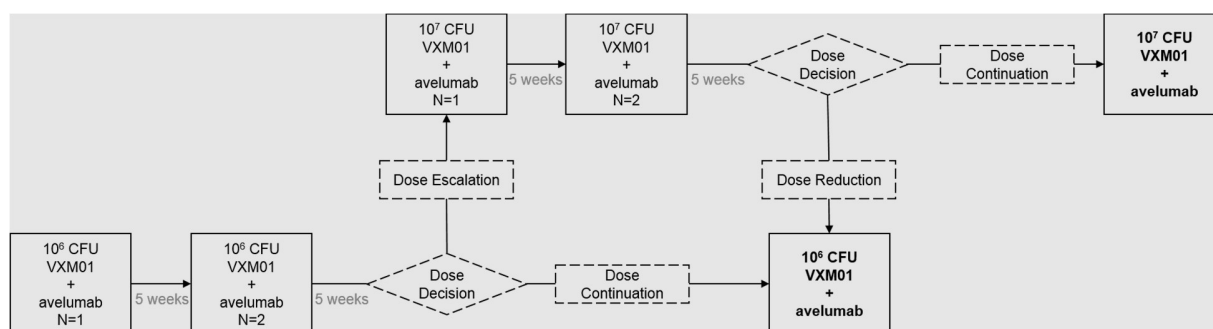 10⁷ CFU
VXM01
+
avelumab
N=1
5 weeks
10⁷ CFU
VXM01
+
avelumab
N=2
5 weeks
Dose
Decision
Dose
Continuation
10⁷ CFU
VXM01
+
avelumab
Dose Escalation
Dose Reduction
10⁶ CFU
VXM01
+
avelumab
N=1
5 weeks
10⁶ CFU
VXM01
+
avelumab
N=2
5 weeks
Dose
Decision
Dose
Continuation
10⁶ CFU
VXM01
+
avelumab